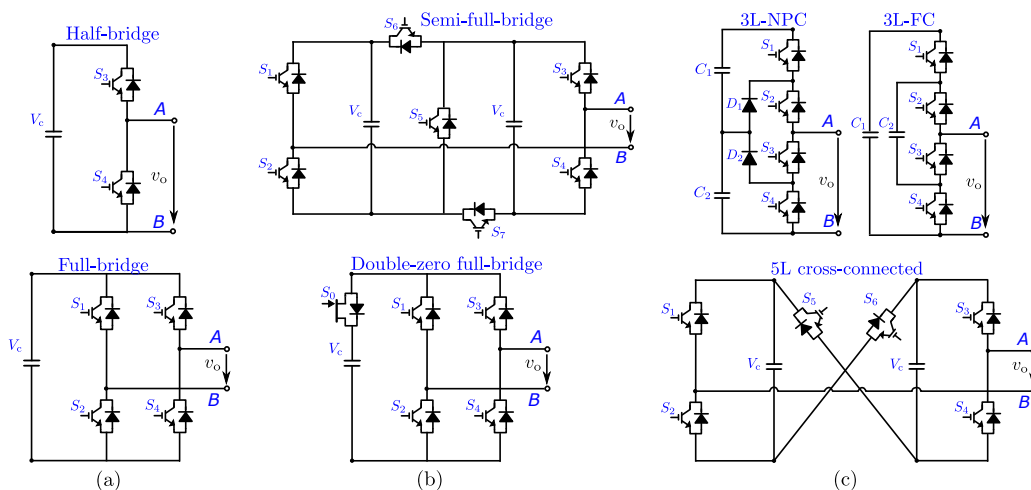 Half-bridge
S3
Vc
A
S4
vo
B
Semi-full-bridge
S6
S1
S3
Vc
S5
Vc
A
vo
B
S2
S4
S7
3L-NPC
S1
C1
D1
S2
A
D2
S3
vo
C2
S4
B
3L-FC
S1
S2
C1
C2
A
S3
vo
S4
B
Full-bridge
S1
S3
Vc
A
vo
B
S2
S4
Double-zero full-bridge
S0
S1
S3
Vc
A
vo
B
S2
S4
5L cross-connected
S5
S6
S1
S3
Vc
Vc
A
vo
B
S2
S4
(a)
(b)
(c)